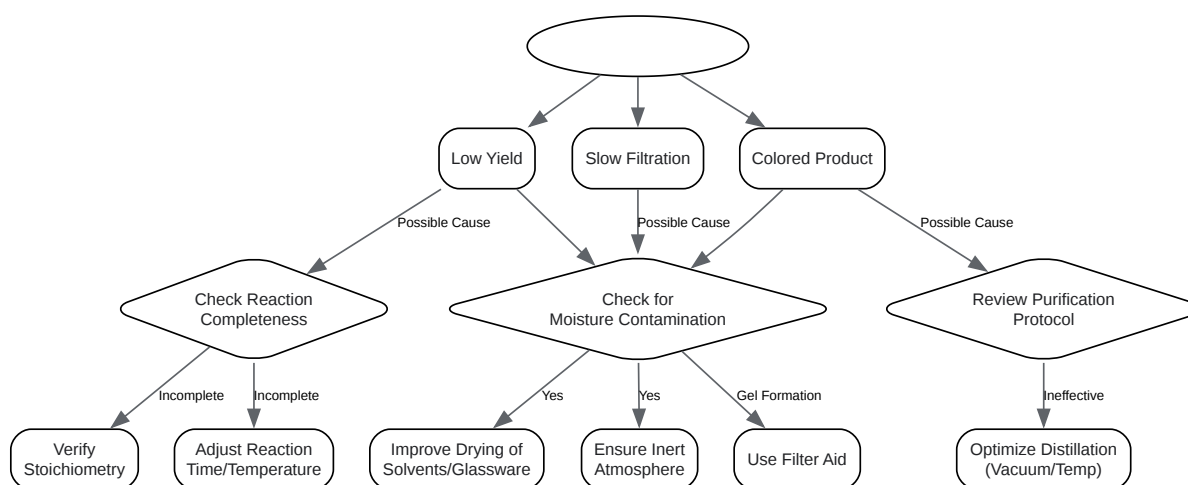 Low Yield
Slow Filtration
Colored Product
Possible Cause
Possible Cause
Possible Cause
Check Reaction
Completeness
Check for
Moisture Contamination
Review Purification
Protocol
Incomplete
Incomplete
Yes
Yes
Gel Formation
Ineffective
Verify
Stoichiometry
Adjust Reaction
Time/Temperature
Improve Drying of
Solvents/Glassware
Ensure Inert
Atmosphere
Use Filter Aid
Optimize Distillation
(Vacuum/Temp)